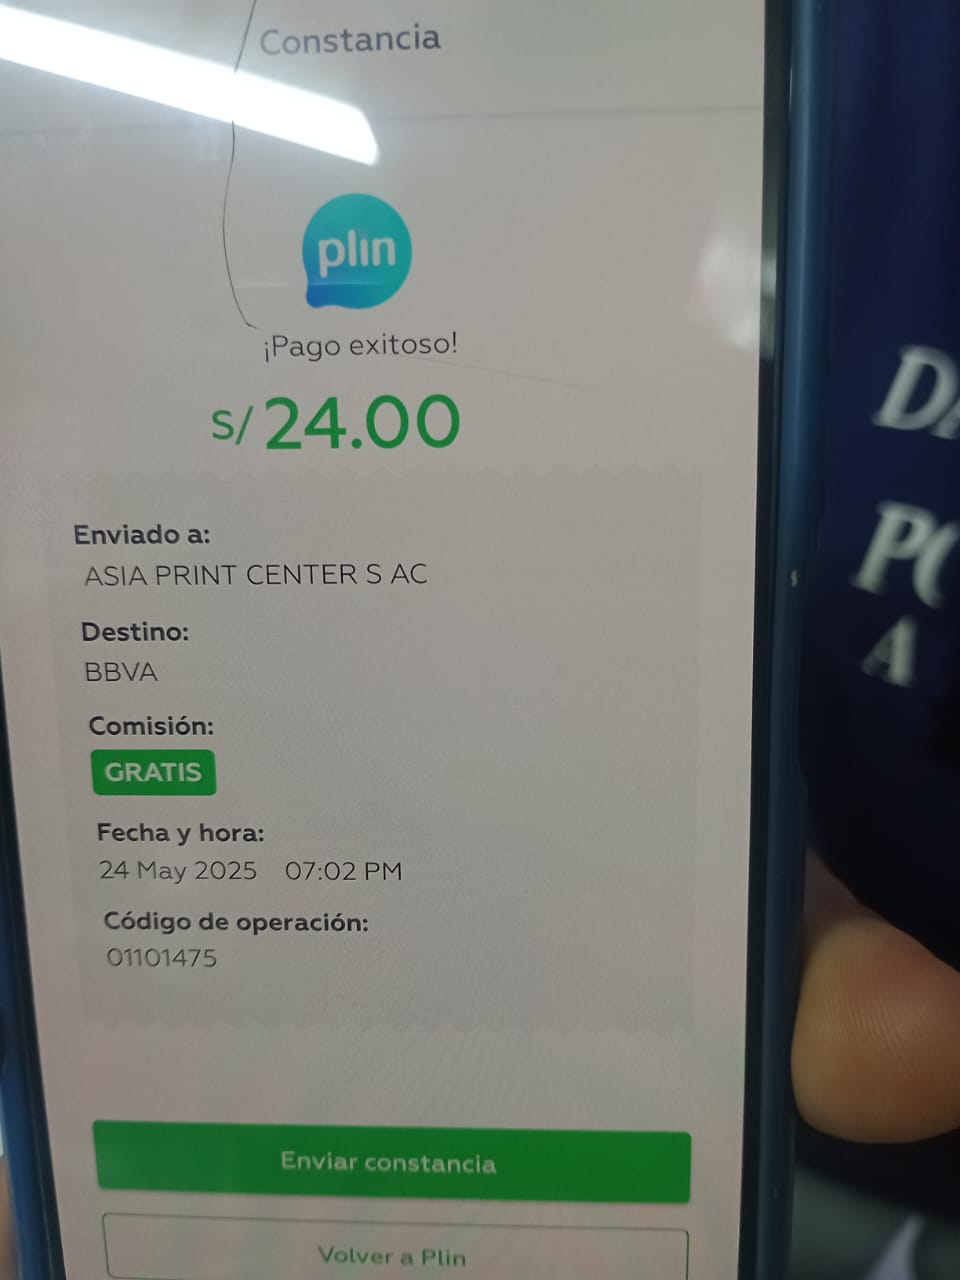 Constancia
plin
¡Pago exitoso!
S/ 24.00
Enviado a:
ASIA PRINT CENTER S AC
Destino:
BBVA
Comisión:
GRATIS
Fecha y hora:
24 May 2025 07:02 PM
Código de operación:
01101475
Enviar constancia
Volver a Plin
A